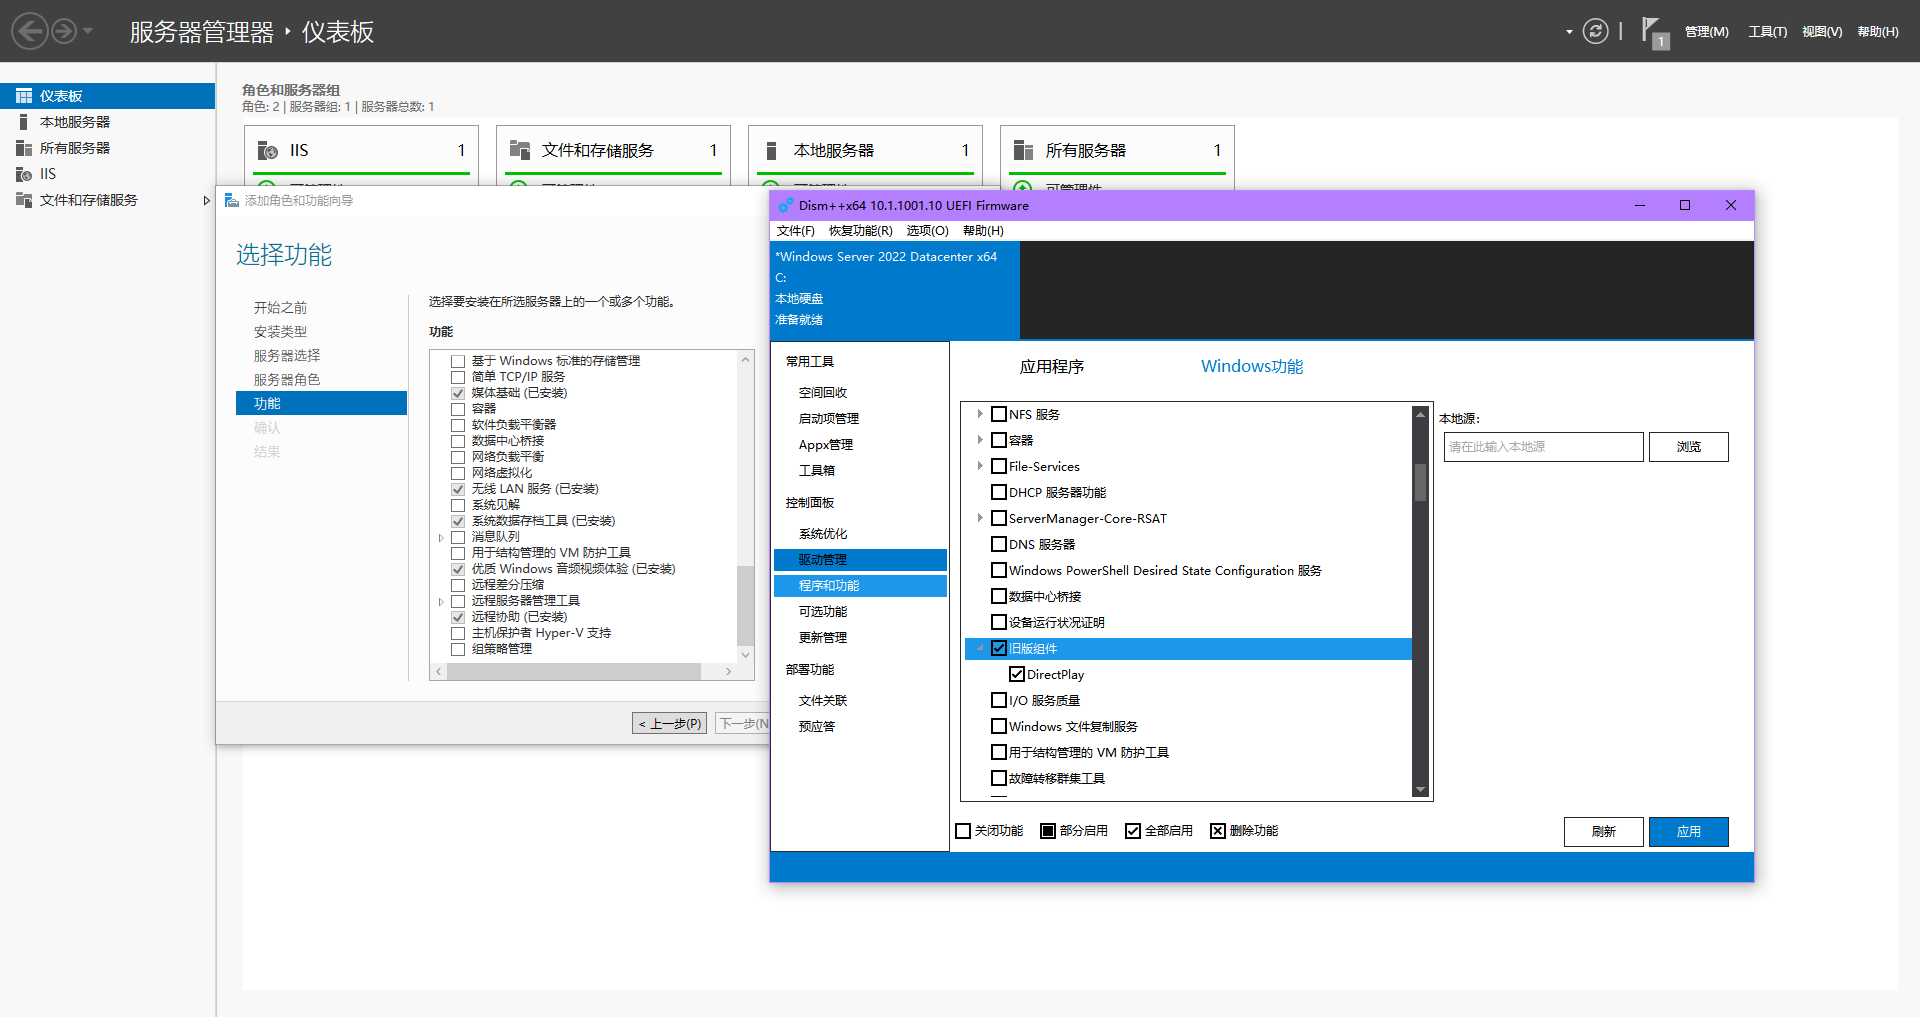 服务器管理器 ‣ 仪表板
1
管理(M)
工具(T)
视图(V)
帮助(H)
仪表板
本地服务器
所有服务器
IIS
文件和存储服务
角色和服务器组
角色: 2 | 服务器组: 1 | 服务器总数: 1
IIS 1
文件和存储服务 1
本地服务器 1
所有服务器 1
可管理性
添加角色和功能向导
选择功能
开始之前
安装类型
服务器选择
服务器角色
功能
确认
结果
选择要安装在所选服务器上的一个或多个功能。
功能
基于 Windows 标准的存储管理
简单 TCP/IP 服务
媒体基础 (已安装)
容器
软件负载平衡器
数据中心桥接
网络负载平衡
网络虚拟化
无线 LAN 服务 (已安装)
系统见解
系统数据存档工具 (已安装)
消息队列
用于结构管理的 VM 防护工具
优质 Windows 音频视频体验 (已安装)
远程差分压缩
远程服务器管理工具
远程协助 (已安装)
主机保护者 Hyper-V 支持
组策略管理
< 上一步(P)
下一步(N
Dism++x64 10.1.1001.10 UEFI Firmware
文件(F) 恢复功能(R) 选项(O) 帮助(H)
*Windows Server 2022 Datacenter x64
C:
本地硬盘
准备就绪
常用工具
空间回收
启动项管理
Appx管理
工具箱
控制面板
系统优化
驱动管理
程序和功能
可选功能
更新管理
部署功能
文件关联
预应答
应用程序
Windows功能
NFS 服务
容器
File-Services
DHCP 服务器功能
ServerManager-Core-RSAT
DNS 服务器
Windows PowerShell Desired State Configuration 服务
数据中心桥接
设备运行状况证明
旧版组件
DirectPlay
I/O 服务质量
Windows 文件复制服务
用于结构管理的 VM 防护工具
故障转移群集工具
本地源:
请在此输入本地源
浏览
关闭功能
部分启用
全部启用
删除功能
刷新
应用